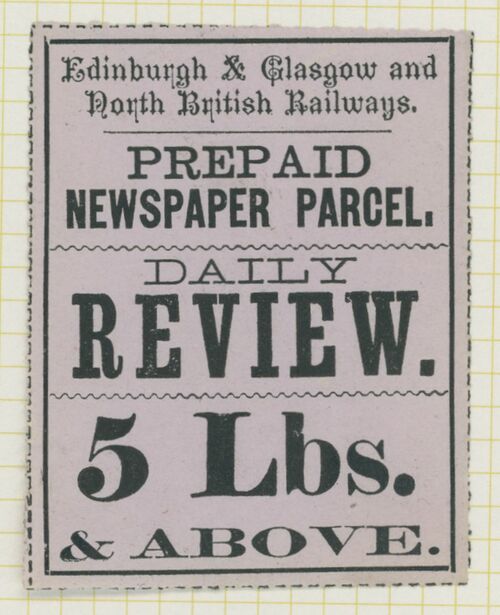 Edinburgh & Glasgow and
North British Railways.
PREPAID
NEWSPAPER PARCEL.
DAILY
REVIEW.
5 Lbs.
& ABOVE.